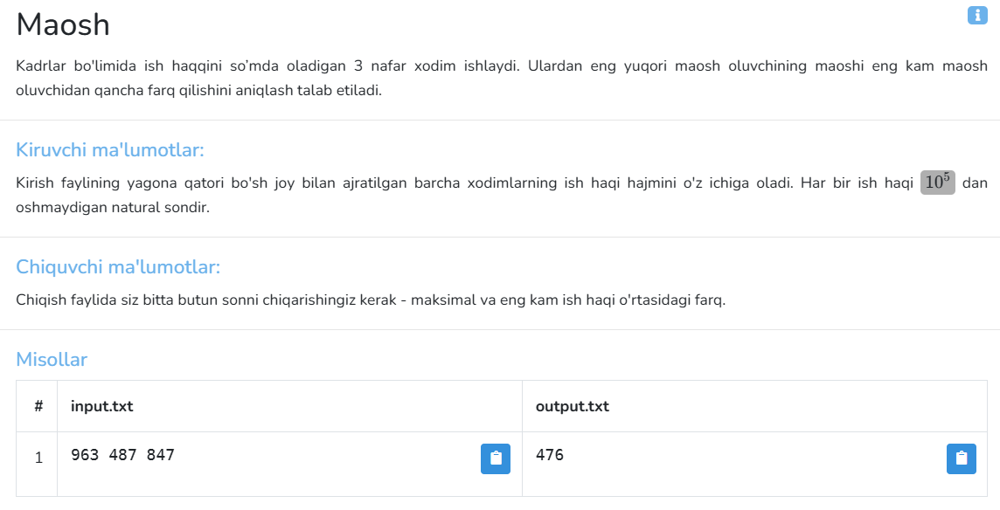 Maosh
Kadrlar bo'limida ish haqqini so'mda oladigan 3 nafar xodim ishlaydi. Ulardan eng yuqori maosh oluvchining maoshi eng kam maosh
oluvchidan qancha farq qilishini aniqlash talab etiladi.
Kiruvchi ma'lumotlar:
Kirish faylining yagona qatori bo'sh joy bilan ajratilgan barcha xodimlarning ish haqi hajmini o'z ichiga oladi. Har bir ish haqi 10⁵ dan
oshmaydigan natural sondir.
Chiquvchi ma'lumotlar:
Chiqish faylida siz bitta butun sonni chiqarishingiz kerak - maksimal va eng kam ish haqi o'rtasidagi farq.
Misollar
# input.txt output.txt
1 963 487 847 476